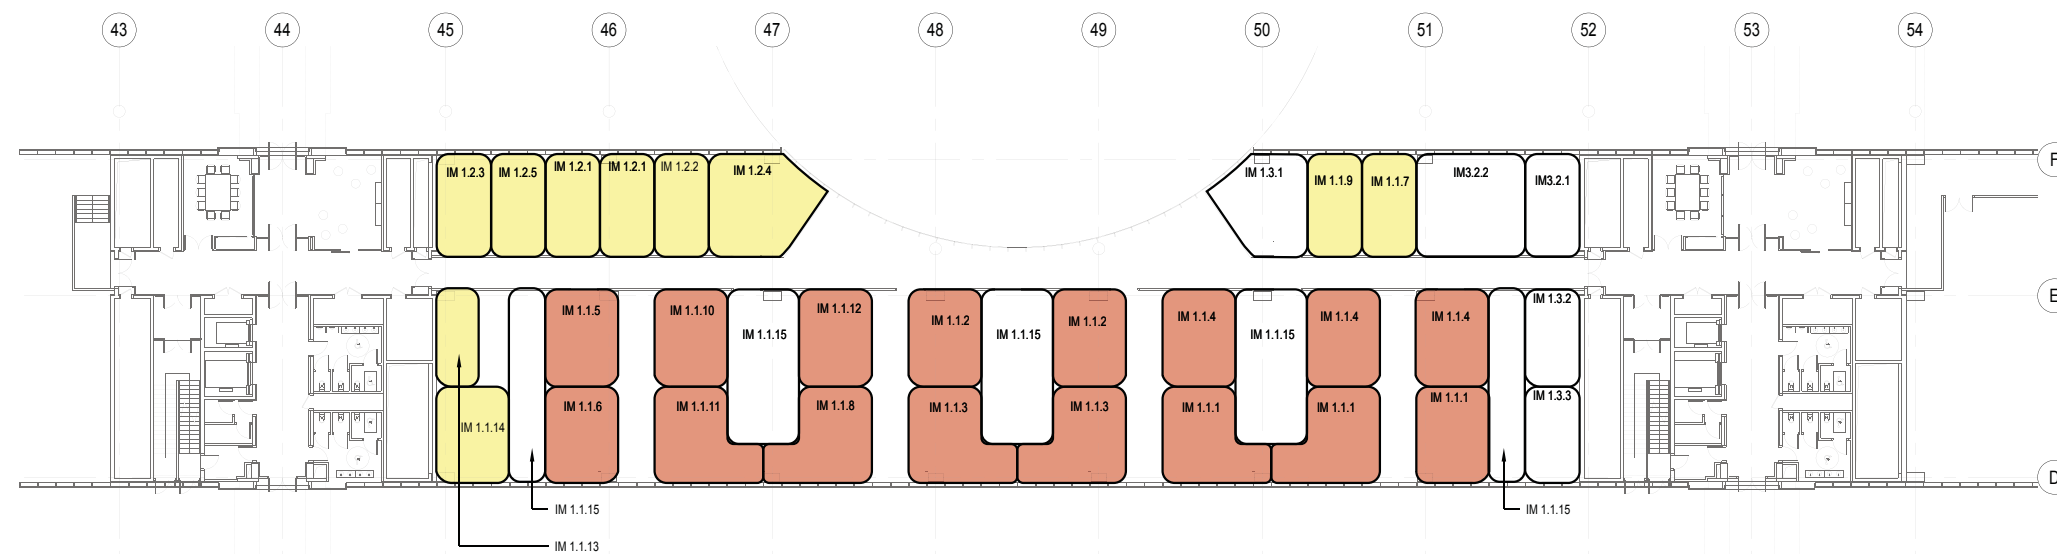 43 44 45 46 47 48 49 50 51 52 53 54
F
IM 1.2.3 IM 1.2.5 IM 1.2.1 IM 1.2.1 IM 1.2.2 IM 1.2.4 IM 1.3.1 IM 1.1.9 IM 1.1.7 IM3.2.2 IM3.2.1
E
IM 1.1.5 IM 1.1.10 IM 1.1.12 IM 1.1.2 IM 1.1.2 IM 1.1.4 IM 1.1.4 IM 1.1.4 IM 1.3.2
IM 1.1.15 IM 1.1.15 IM 1.1.15
IM 1.1.14 IM 1.1.6 IM 1.1.11 IM 1.1.8 IM 1.1.3 IM 1.1.3 IM 1.1.1 IM 1.1.1 IM 1.1.1 IM 1.3.3
D
IM 1.1.15 IM 1.1.15
IM 1.1.13